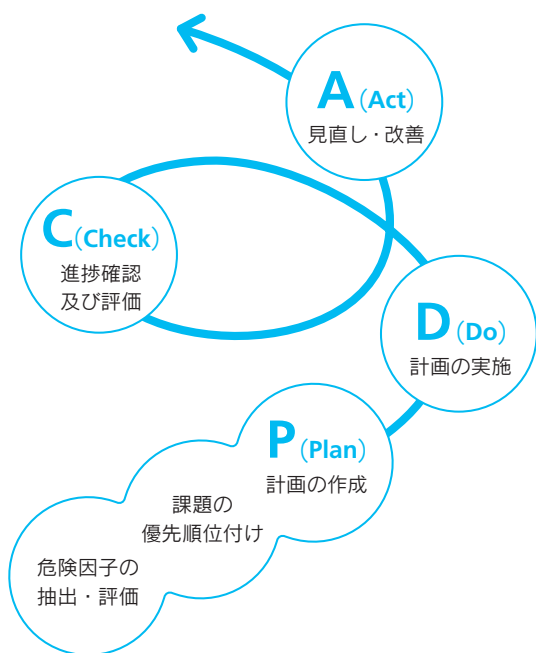 A (Act)
見直し・改善
C (Check)
進捗確認
及び評価
D (Do)
計画の実施
P (Plan)
計画の作成
課題の
優先順位付け
危険因子の
抽出・評価